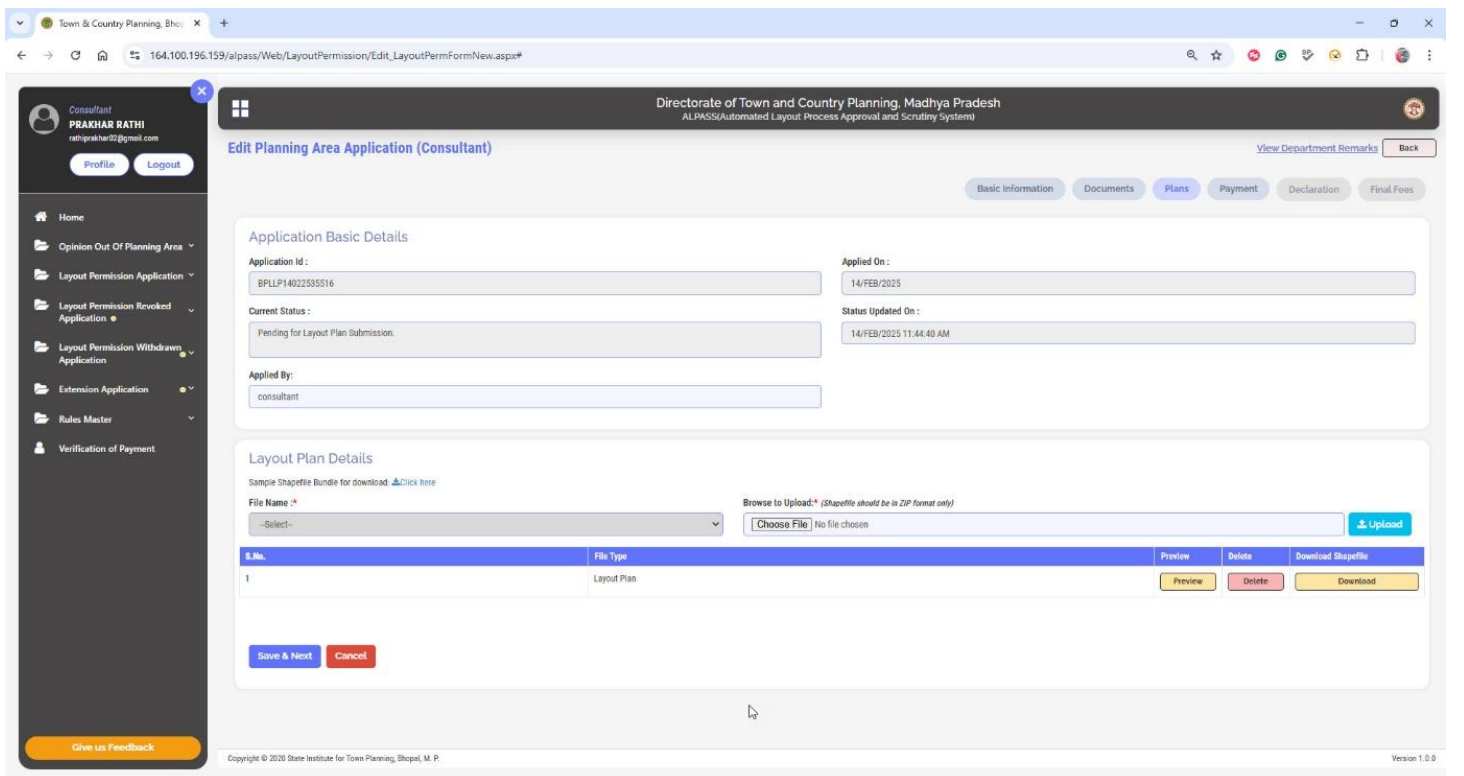 Town & Country Planning, Bho
164.100.196.159/alpass/Web/LayoutPermission/Edit_LayoutPermFormNew.aspx#
Consultant
PRAKHAR RATHI
rathiprakhar02@gmail.com
Profile
Logout
Home
Opinion Out Of Planning Area
Layout Permission Application
Layout Permission Revoked
Application
Layout Permission Withdrawn
Application
Extension Application
Rules Master
Verification of Payment
Give us Feedback
Directorate of Town and Country Planning, Madhya Pradesh
ALPASS(Automated Layout Process Approval and Scrutiny System)
Edit Planning Area Application (Consultant)
View Department Remarks Back
Basic Information Documents Plans Payment Declaration Final Fees
Application Basic Details
Application Id : Applied On :
BPLLP14022535516 14/FEB/2025
Current Status : Status Updated On :
Pending for Layout Plan Submission. 14/FEB/2025 11:44:40 AM
Applied By:
consultant
Layout Plan Details
Sample Shapefile Bundle for download: Click here
File Name :* Browse to Upload:* (Shapefile should be in ZIP format only)
--Select-- Choose File No file chosen Upload
S.No. File Type Preview Delete Download Shapefile
1 Layout Plan Preview Delete Download
Save & Next Cancel
Copyright © 2020 State Institute for Town Planning, Bhopal, M. P. Version 1.0.0